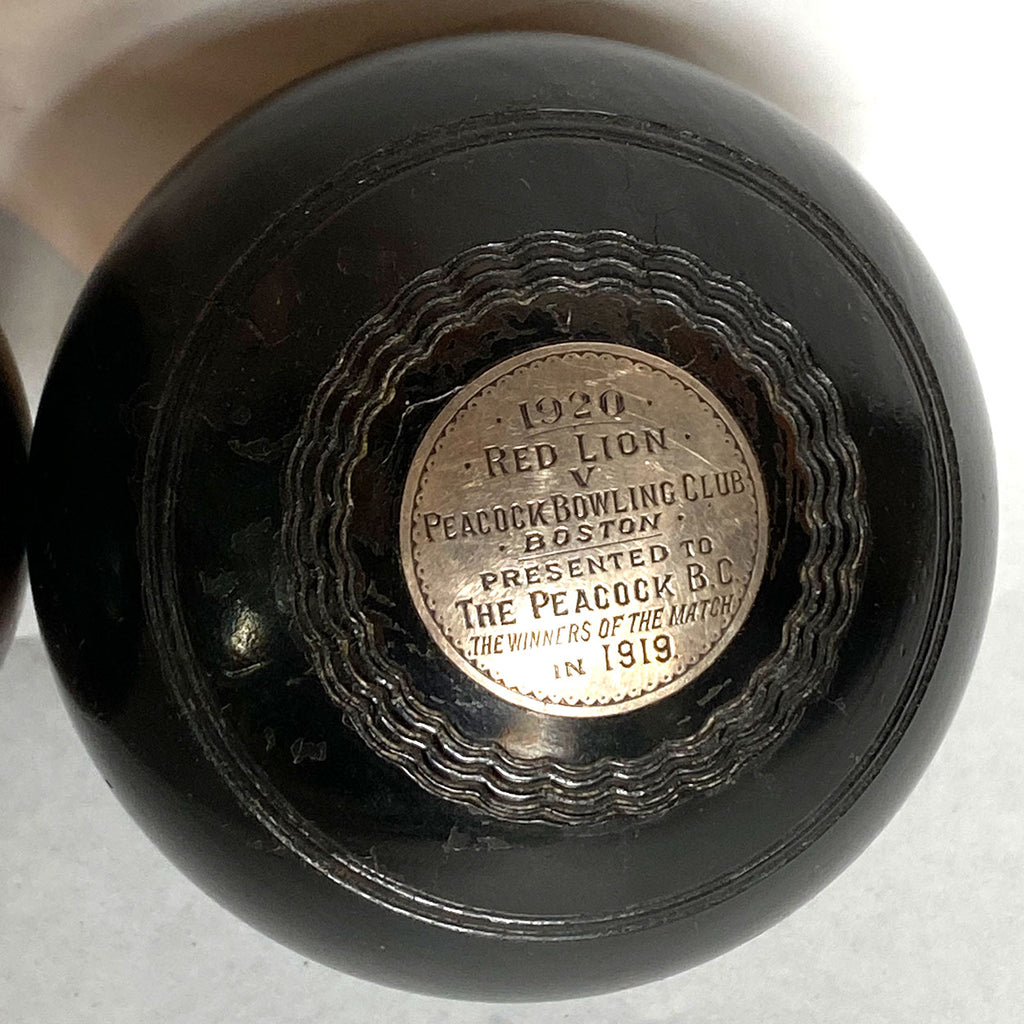 1920
RED LION
V
PEACOCK BOWLING CLUB
BOSTON
PRESENTED TO
THE PEACOCK B.C
THE WINNERS OF THE MATCH
IN 1919